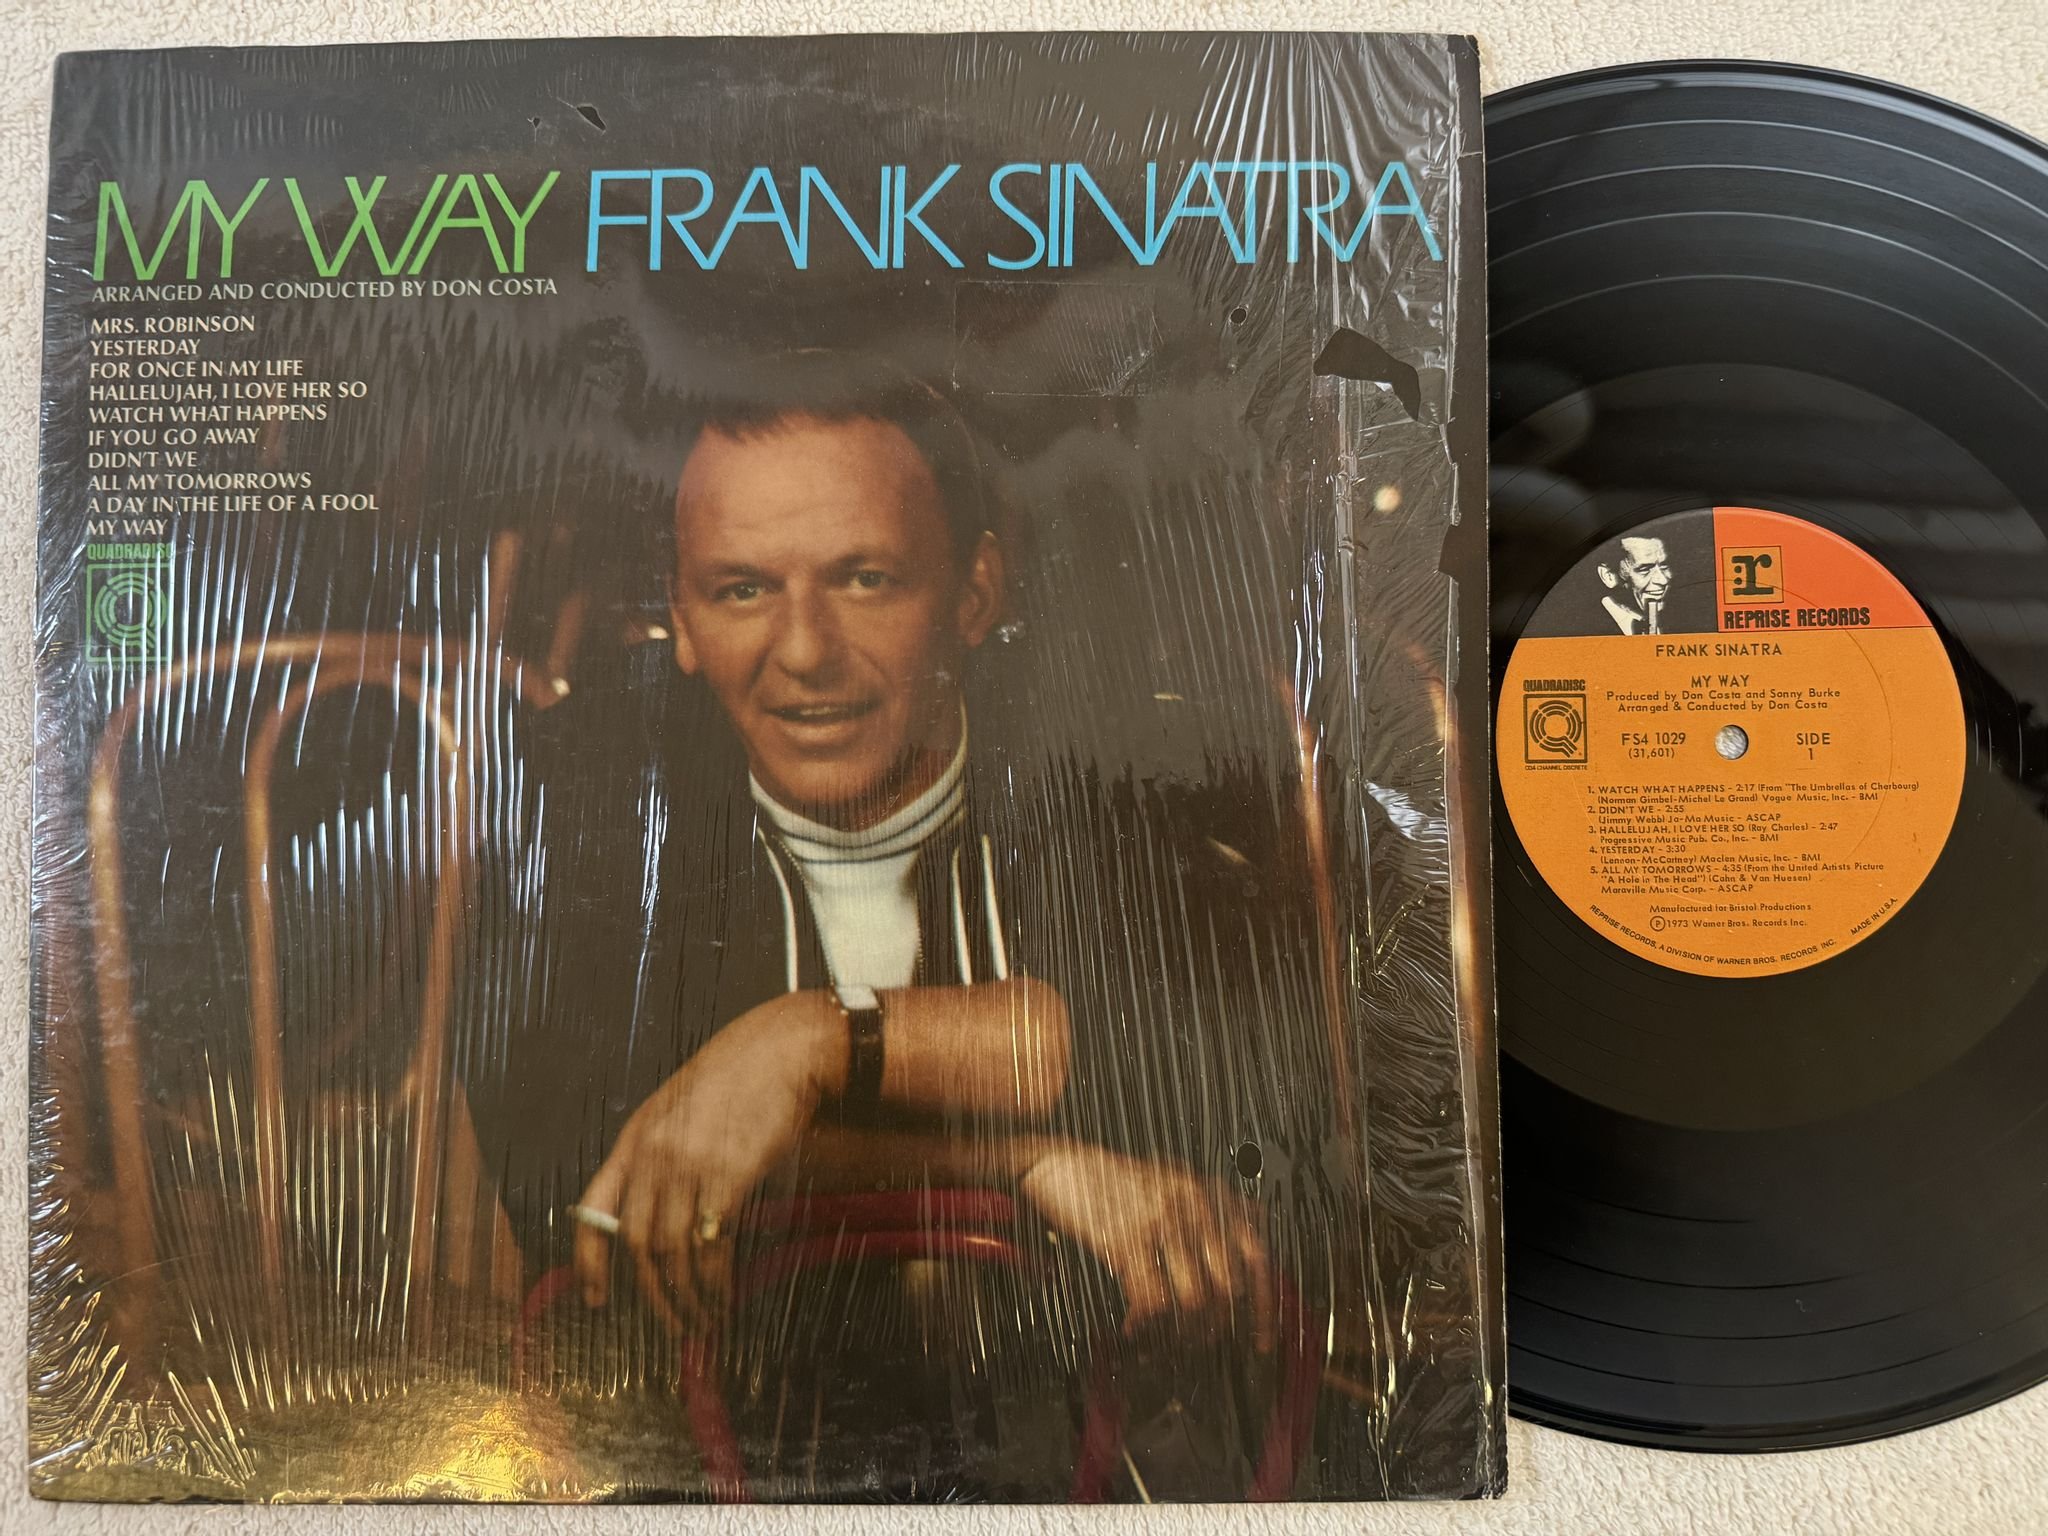 MY WAY FRANK SINATRA
ARRANGED AND CONDUCTED BY DON COSTA
MRS. ROBINSON
YESTERDAY
FOR ONCE IN MY LIFE
HALLELUJAH, I LOVE HER SO
WATCH WHAT HAPPENS
IF YOU GO AWAY
DIDN'T WE
ALL MY TOMORROWS
A DAY IN THE LIFE OF A FOOL
MY WAY
QUADRADISC
Q
r
REPRISE RECORDS
FRANK SINATRA
MY WAY
Produced by Don Costa and Sonny Burke
Arranged & Conducted by Don Costa
QUADRADISC
Q
CD4 CHANNEL DISCRETE
FS4 1029
(31,601)
SIDE
1
1. WATCH WHAT HAPPENS - 2:17 (From "The Umbrellas of Cherbourg)
(Norman Gimbel-Michel Le Grand) Vogue Music, Inc. - BMI
2. DIDN'T WE - 2:55
(Jimmy Webb) Ja-Ma Music - ASCAP
3. HALLELUJAH, I LOVE HER SO (Ray Charles) - 2:47
Progressive Music Pub. Co., Inc. - BMI
4. YESTERDAY - 3:30
(Lennon-McCartney) Maclen Music, Inc. - BMI
5. ALL MY TOMORROWS - 4:35 (From the United Artists Picture
"A Hole in The Head") (Cahn & Van Huesen)
Maraville Music Corp. - ASCAP
Manufactured for Bristol Productions
Ⓟ 1973 Warner Bros. Records Inc.
REPRISE RECORDS, A DIVISION OF WARNER BROS. RECORDS INC. MADE IN U.S.A.